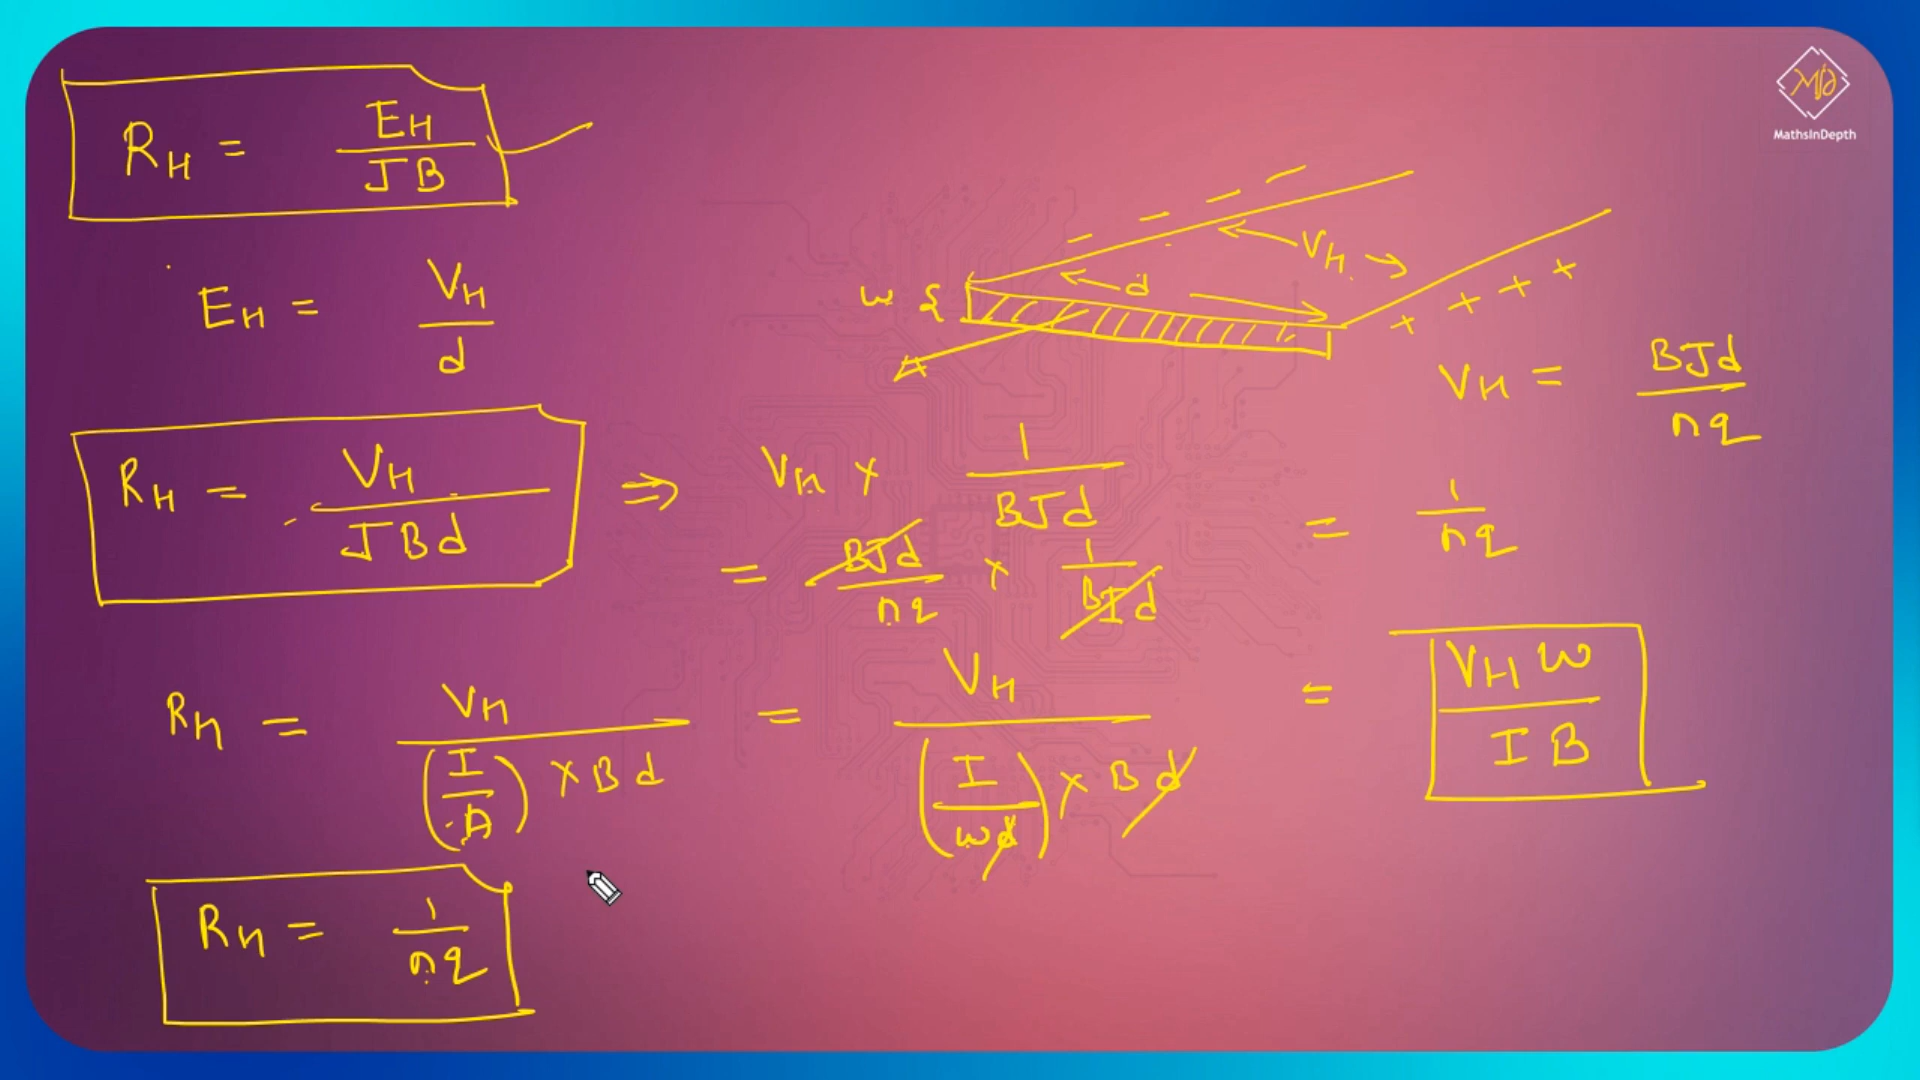 R_H = E_H / JB
E_H = V_H / d
R_H = V_H / JBd ⇒ V_H × 1 / BJd
= BJd / nq × 1 / BJd = 1 / nq
R_H = V_H / (I / A) × Bd = V_H / (I / wd) × Bd = V_H w / IB
R_H = 1 / nq
- - - -
V_H
w { d
+ + + +
V_H = BJd / nq
Md
MathsInDepth